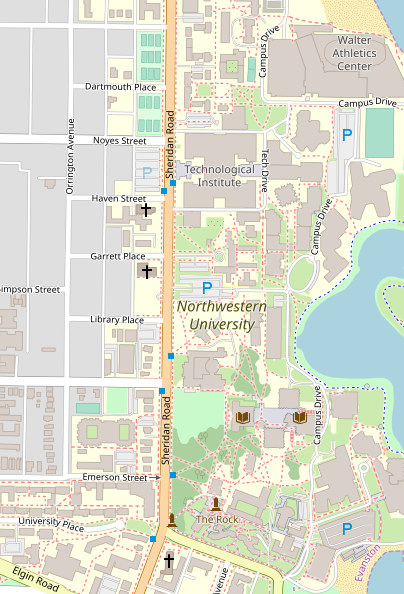 Walter
Athletics
Center
Campus Drive
Dartmouth Place
Campus Drive
P
Sheridan Road
Orrington Avenue
Noyes Street
P
Technological
Institute
Tech Drive
Haven Street
Campus Drive
Garrett Place
impson Street
P
Northwestern
University
Library Place
Campus Drive
Sheridan Road
Emerson Street
The Rock
University Place
P
Elgin Road
Evanston
venue